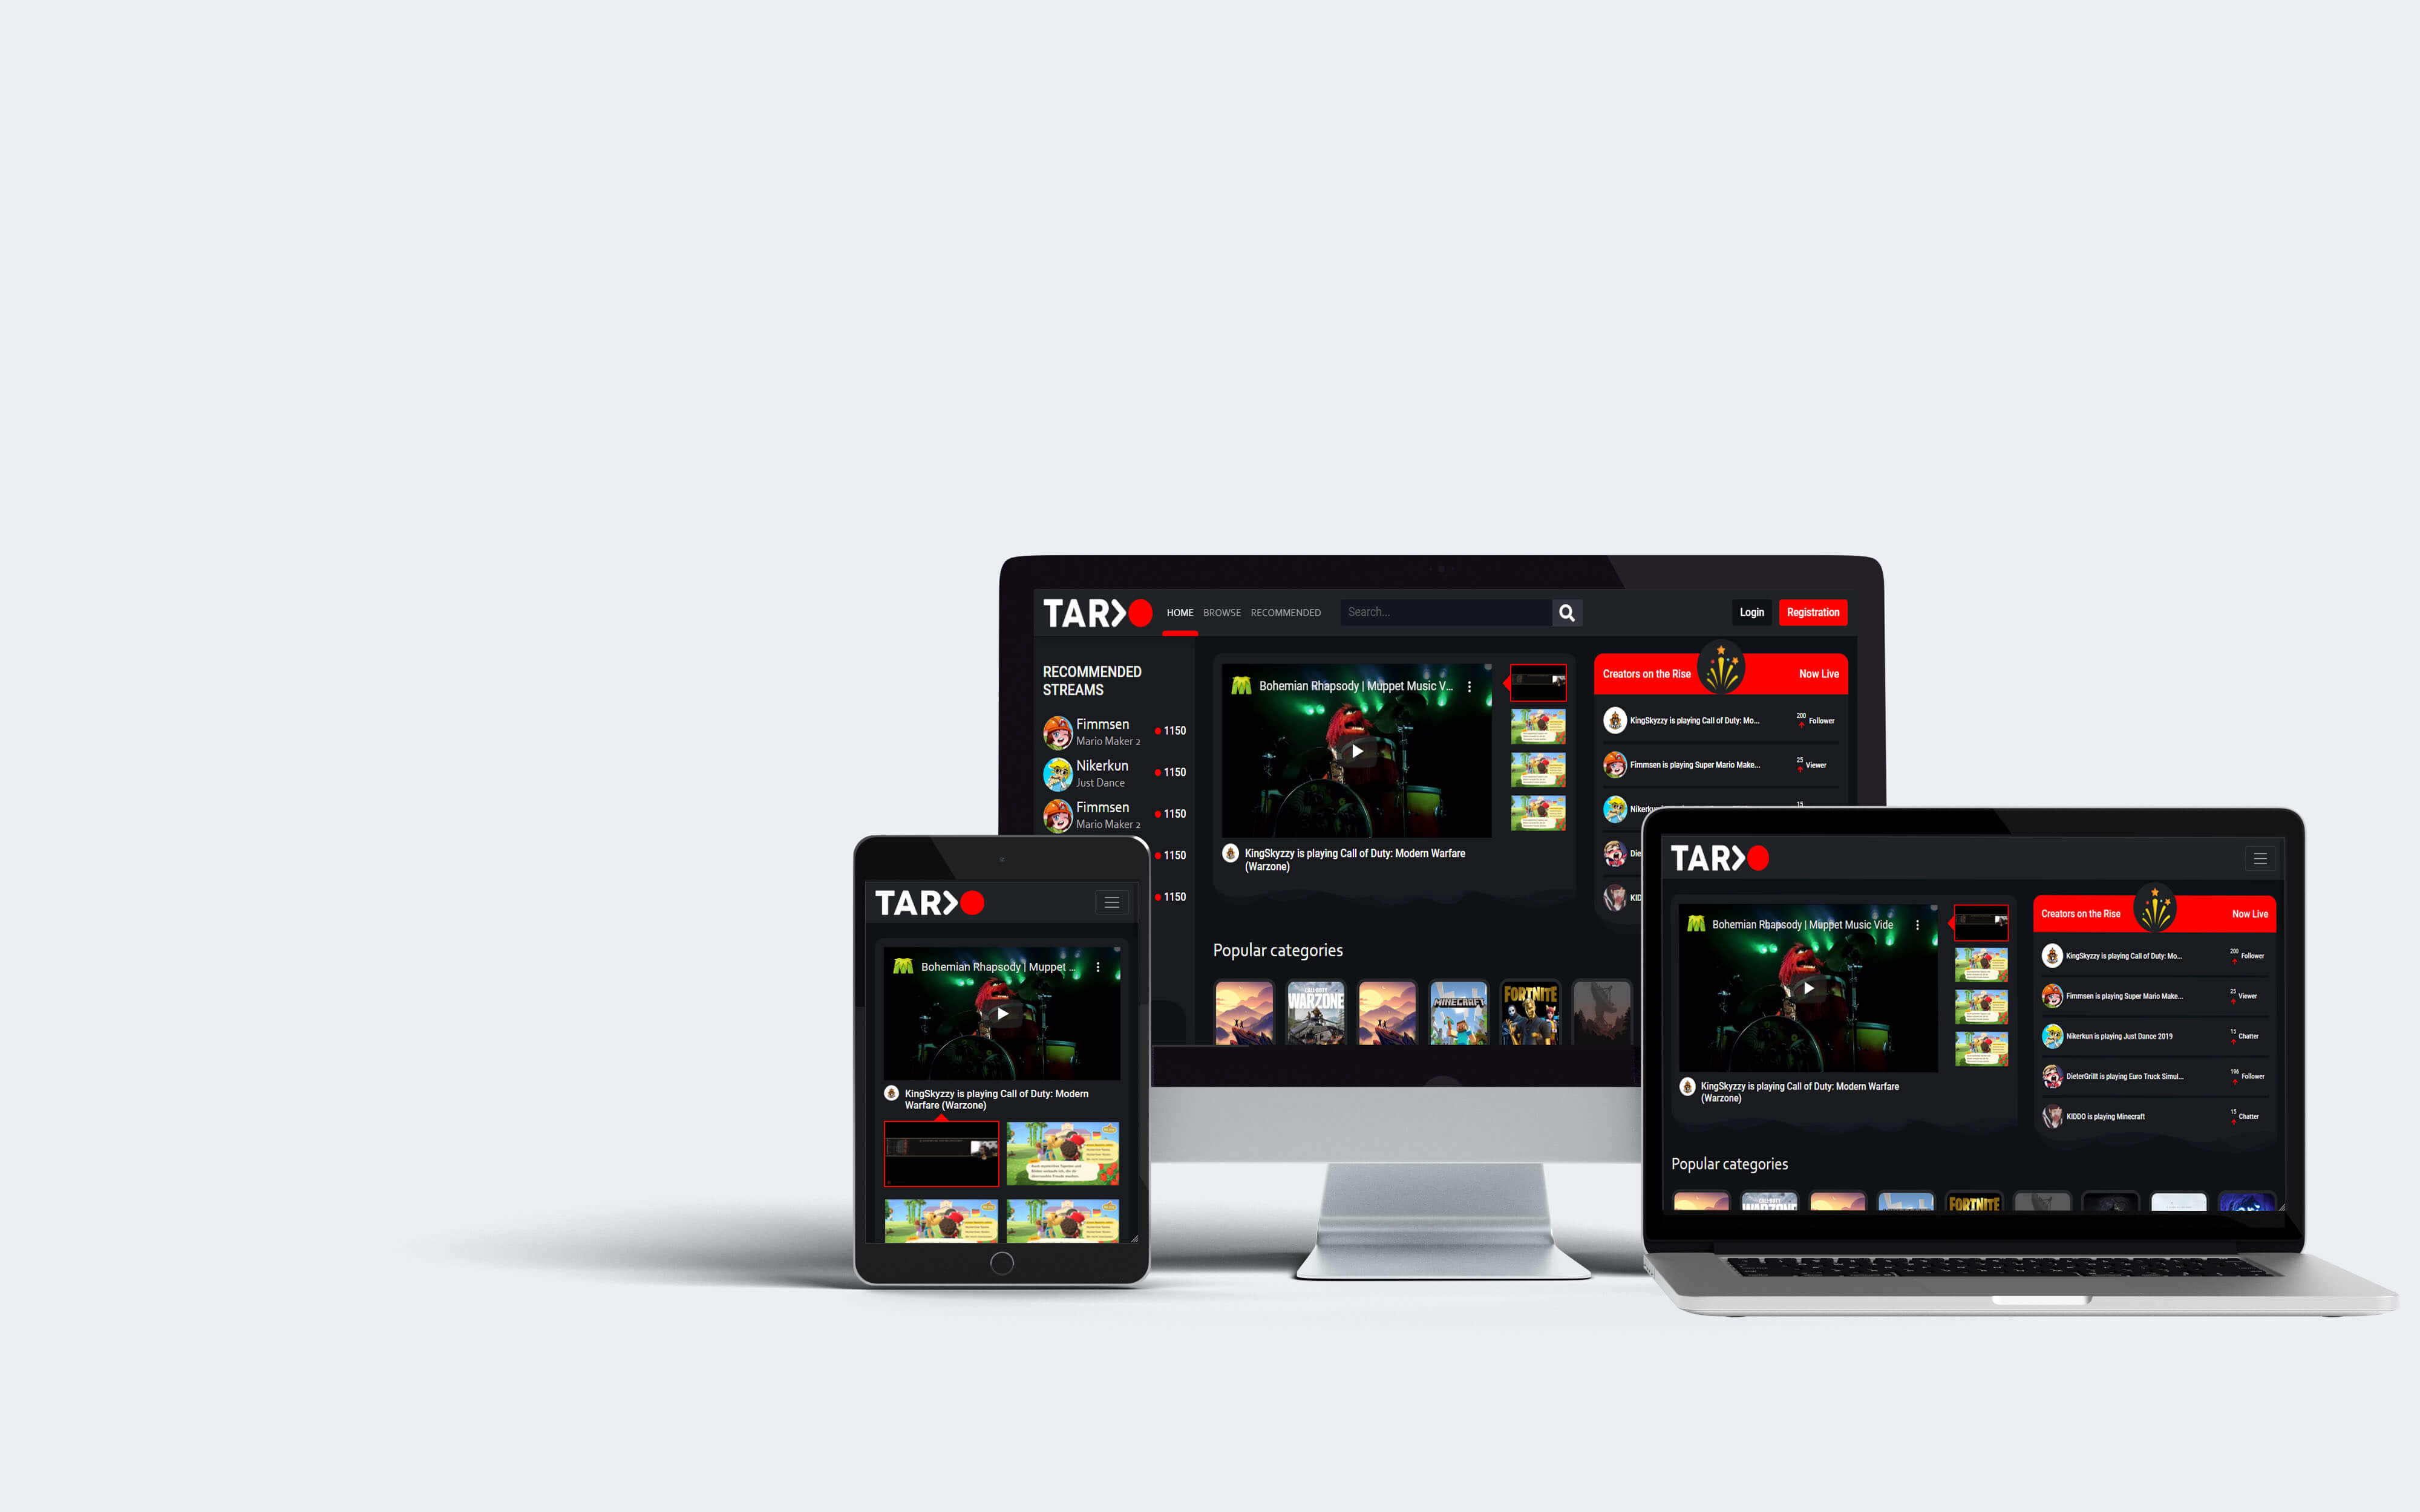 TAR
HOME BROWSE RECOMMENDED
Search...
Login
Registration
RECOMMENDED
STREAMS
Fimmsen
Mario Maker 2
1150
Nikerkun
Just Dance
1150
Fimmsen
Mario Maker 2
1150
1150
1150
Bohemian Rhapsody | Muppet Music V...
KingSkyzzy is playing Call of Duty: Modern Warfare
(Warzone)
Creators on the Rise
Now Live
KingSkyzzy is playing Call of Duty: Mo...
200 Follower
Fimmsen is playing Super Mario Make...
25 Viewer
15
Popular categories
CALL OF DUTY
WARZONE
MINECRAFT
FORTNITE
TAR
Bohemian Rhapsody | Muppet ...
KingSkyzzy is playing Call of Duty: Modern
Warfare (Warzone)
TAR
Bohemian Rhapsody | Muppet Music Vide
KingSkyzzy is playing Call of Duty: Modern Warfare
(Warzone)
Creators on the Rise
Now Live
KingSkyzzy is playing Call of Duty: Mo...
200 Follower
Fimmsen is playing Super Mario Make...
25 Viewer
Nikerkun is playing Just Dance 2019
15 Chatter
DieterGrillt is playing Euro Truck Simul...
196 Follower
KIDDO is playing Minecraft
15 Chatter
Popular categories
WARZONE
FORTNITE